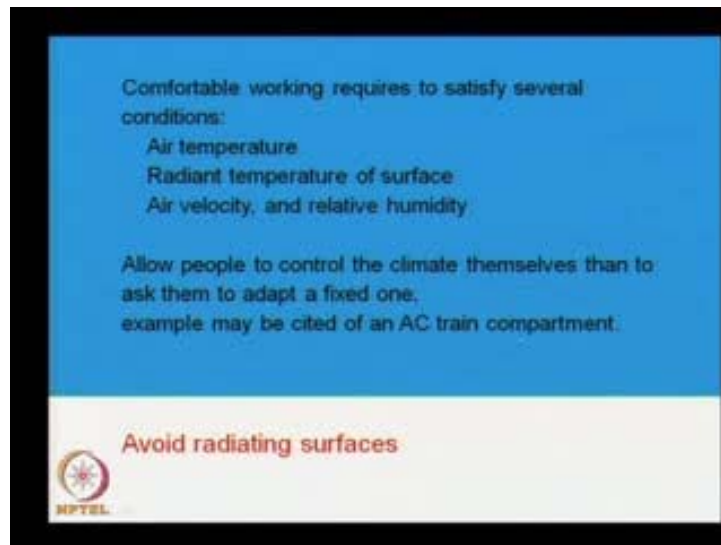 Comfortable working requires to satisfy several
conditions:
Air temperature
Radiant temperature of surface
Air velocity, and relative humidity
Allow people to control the climate themselves than to
ask them to adapt a fixed one,
example may be cited of an AC train compartment.
Avoid radiating surfaces
NPTEL